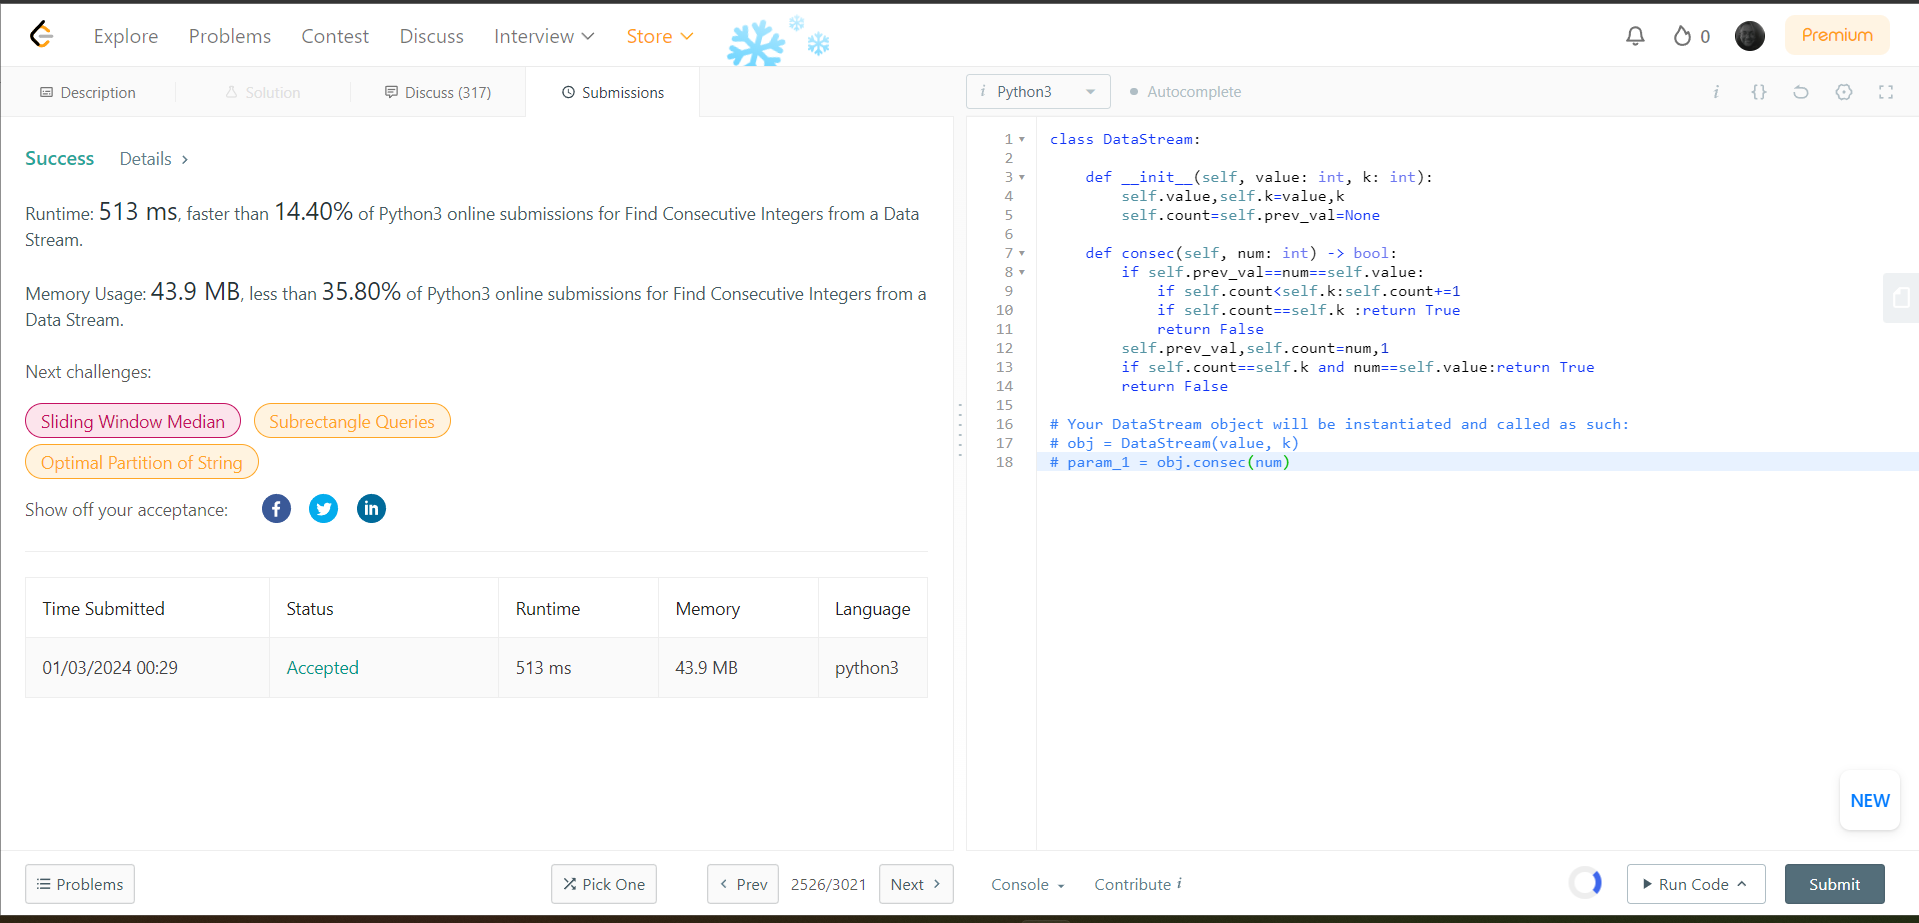 Explore Problems Contest Discuss Interview Store 0 Premium
Description Solution Discuss (317) Submissions
i Python3 Autocomplete i {}
Success Details >
Runtime: 513 ms, faster than 14.40% of Python3 online submissions for Find Consecutive Integers from a Data
Stream.
Memory Usage: 43.9 MB, less than 35.80% of Python3 online submissions for Find Consecutive Integers from a
Data Stream.
Next challenges:
Sliding Window Median Subrectangle Queries
Optimal Partition of String
Show off your acceptance: f in
Time Submitted Status Runtime Memory Language
01/03/2024 00:29 Accepted 513 ms 43.9 MB python3
1 class DataStream:
2
3     def __init__(self, value: int, k: int):
4         self.value,self.k=value,k
5         self.count=self.prev_val=None
6
7     def consec(self, num: int) -> bool:
8         if self.prev_val==num==self.value:
9             if self.count<self.k:self.count+=1
10             if self.count==self.k :return True
11             return False
12         self.prev_val,self.count=num,1
13         if self.count==self.k and num==self.value:return True
14         return False
15
16 # Your DataStream object will be instantiated and called as such:
17 # obj = DataStream(value, k)
18 # param_1 = obj.consec(num)
NEW
Problems Pick One < Prev 2526/3021 Next > Console Contribute i Run Code Submit